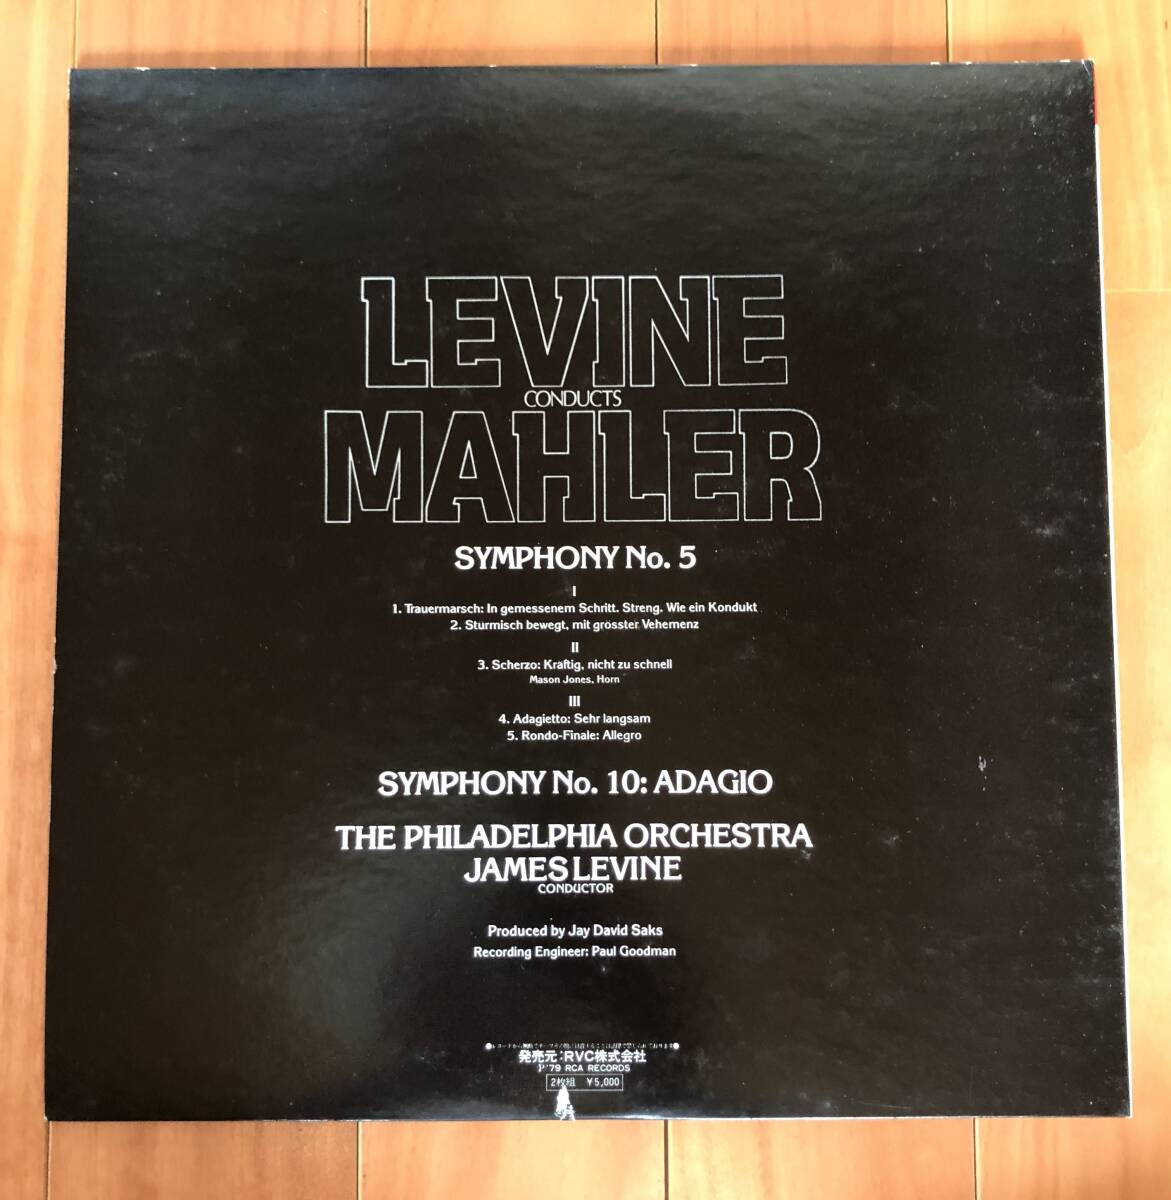 LEVINE
CONDUCTS
MAHLER
SYMPHONY No. 5
I
1. Trauermarsch: In gemessenem Schritt. Streng. Wie ein Kondukt
2. Stürmisch bewegt, mit grösster Vehemenz
II
3. Scherzo: Kräftig, nicht zu schnell
Mason Jones, Horn
III
4. Adagietto: Sehr langsam
5. Rondo-Finale: Allegro
SYMPHONY No. 10: ADAGIO
THE PHILADELPHIA ORCHESTRA
JAMES LEVINE
CONDUCTOR
Produced by Jay David Saks
Recording Engineer: Paul Goodman
発売元:RVC株式会社
P '79 RCA RECORDS
2枚組 ¥5,000